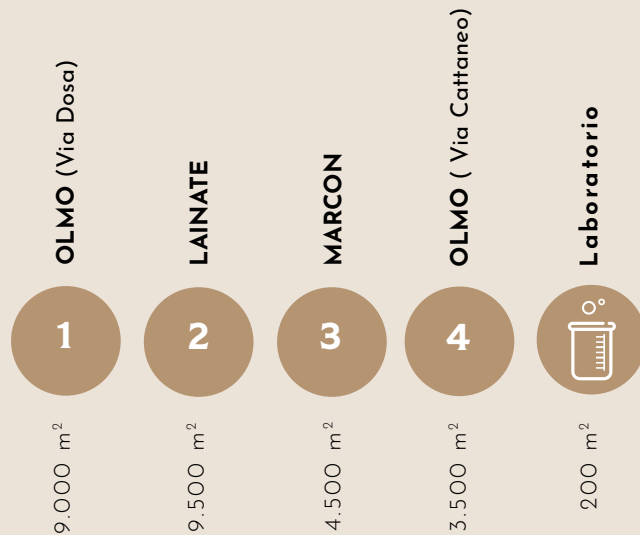 OLMO (Via Dosa)
LAINATE
MARCON
OLMO ( Via Cattaneo)
Laboratorio
1
2
3
4
9.000 m²
9.500 m²
4.500 m²
3.500 m²
200 m²